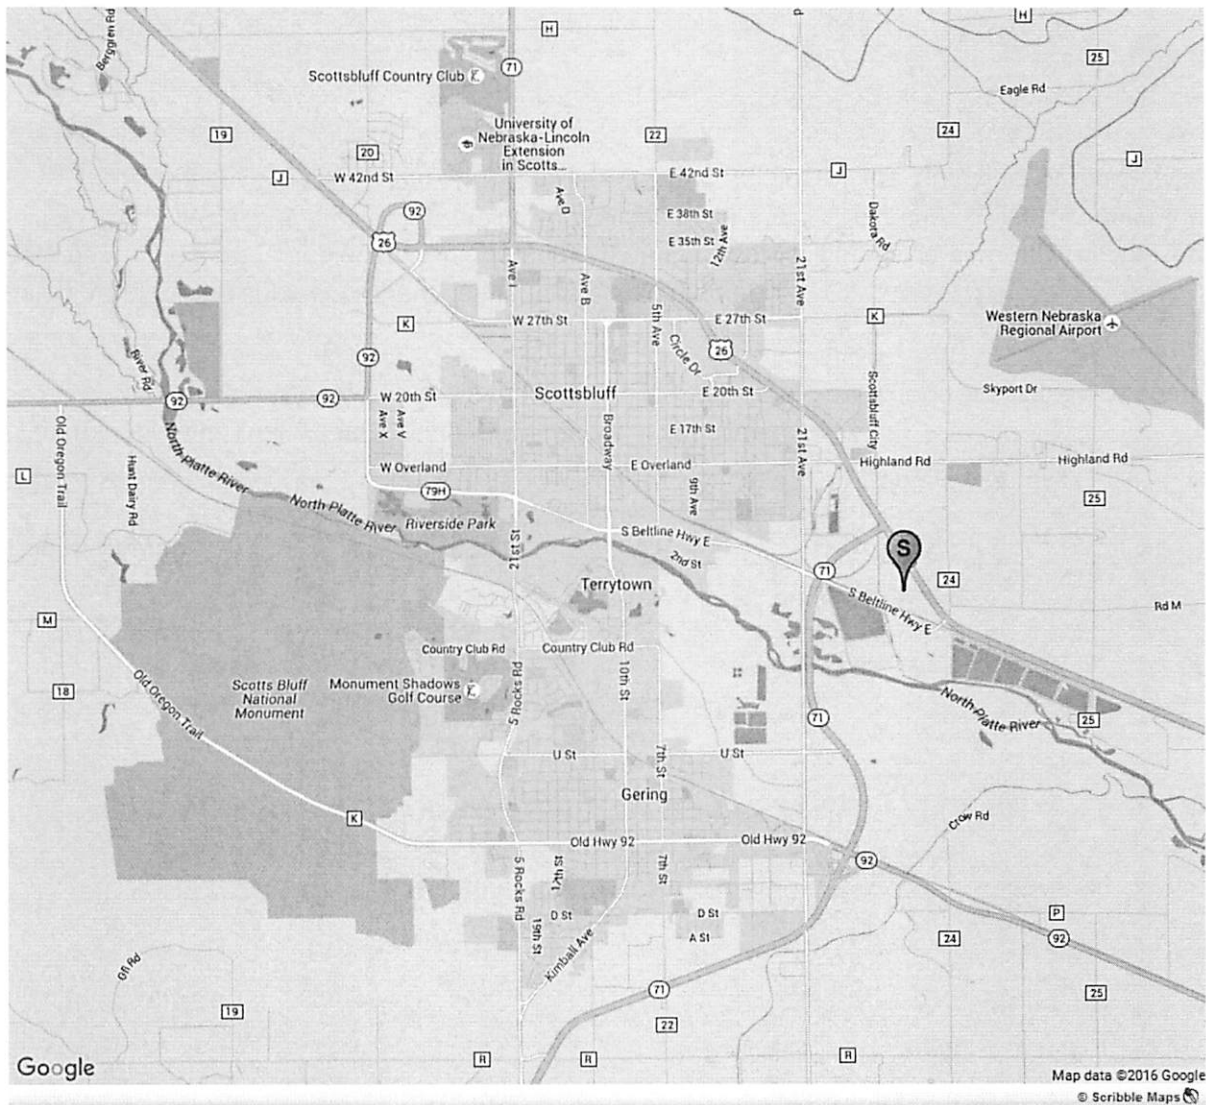 H
H
Berggren Rd
71
25
Scottsbluff Country Club
Eagle Rd
University of
Nebraska-Lincoln
Extension
in Scotts...
19
22
24
20
J
J
J
W 42nd St
E 42nd St
Ave D
E 38th St
Dakota Rd
92
26
E 35th St
12th Ave
Ave I
Ave B
21st Ave
K
W 27th St
5th Ave
E 27th St
K
Western Nebraska
Regional Airport
Circle Dr
26
92
River Rd
Scottsbluff City
Skyport Dr
92
92
W 20th St
Scottsbluff
E 20th St
Ave X
Ave V
Old Oregon Trail
Broadway
E 17th St
21st Ave
North Platte River
W Overland
E Overland
Highland Rd
Highland Rd
L
Hunt Dairy Rd
79H
9th Ave
25
North Platte River
Riverside Park
21st St
S Beltline Hwy E
2nd St
S
71
24
Terrytown
S Beltline Hwy E
Rd M
M
Country Club Rd
Country Club Rd
10th St
18
Old Oregon Trail
Scotts Bluff
National
Monument
Monument Shadows
Golf Course
S Rocks Rd
North Platte River
71
25
U St
7th St
U St
Gering
K
Crow Rd
Old Hwy 92
Old Hwy 92
92
S Rocks Rd
7th St
D St
D St
P
19th St
A St
24
92
Kimball Ave
71
25
19
22
R
R
R
Google
Map data ©2016 Google
© Scribble Maps